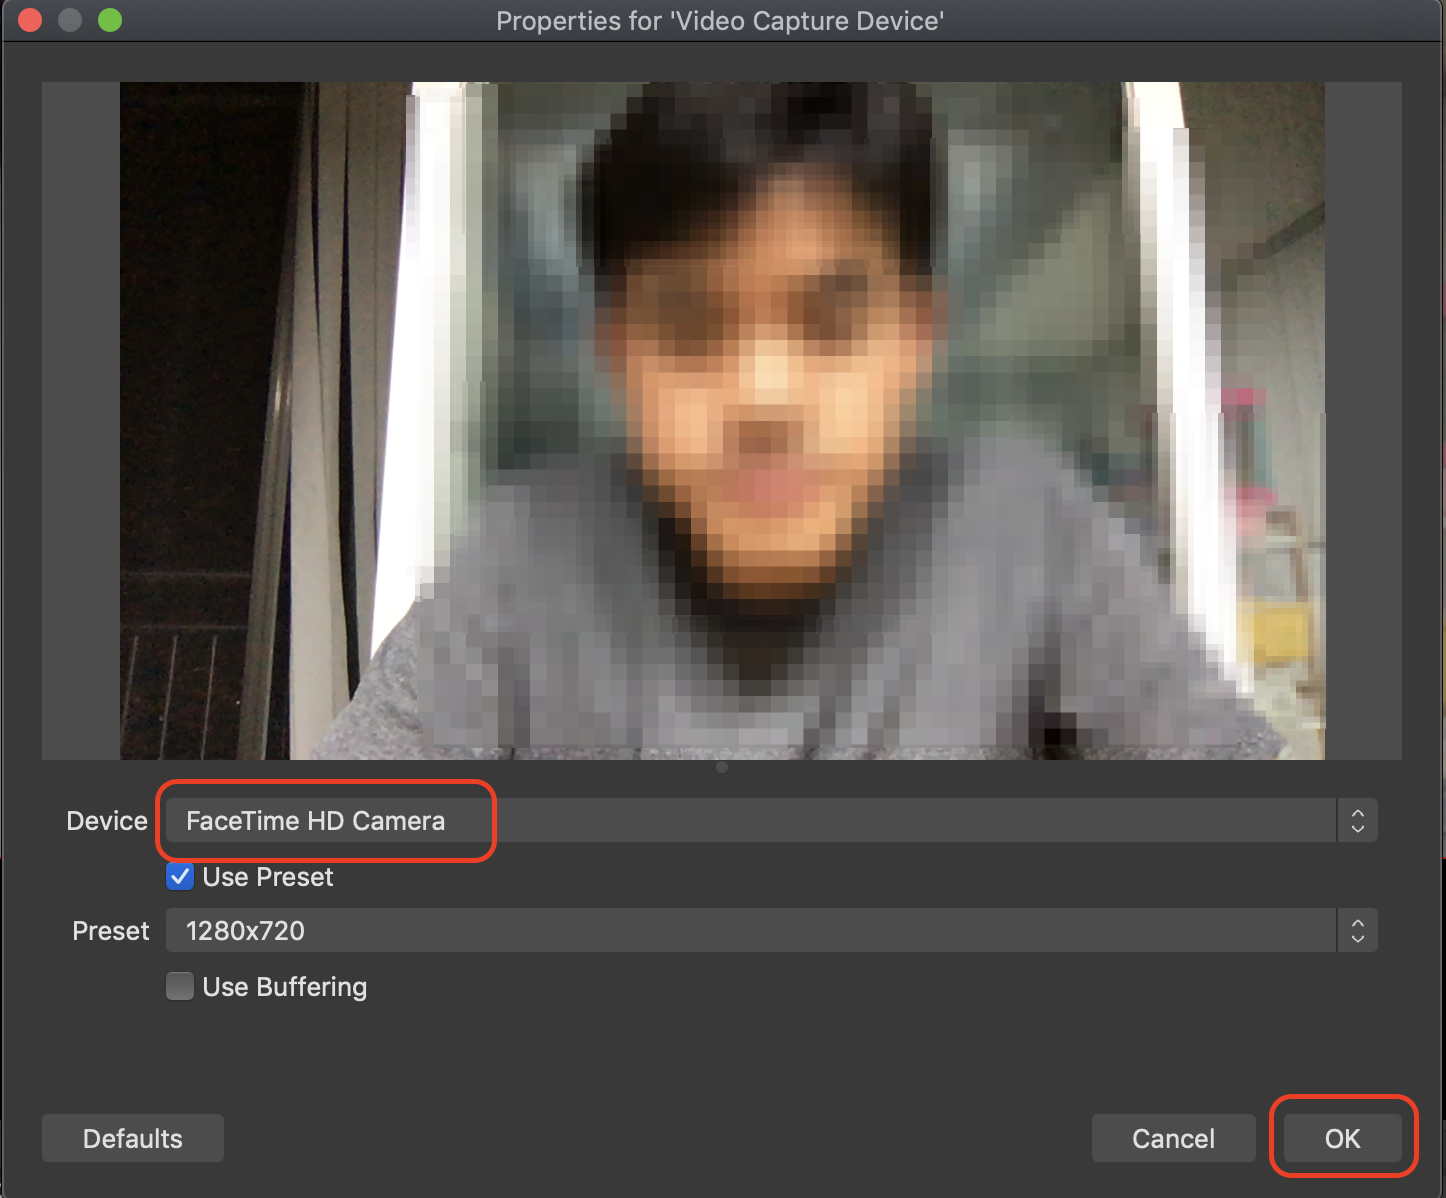 Properties for 'Video Capture Device'
Device FaceTime HD Camera
Use Preset
Preset 1280x720
Use Buffering
Defaults Cancel OK